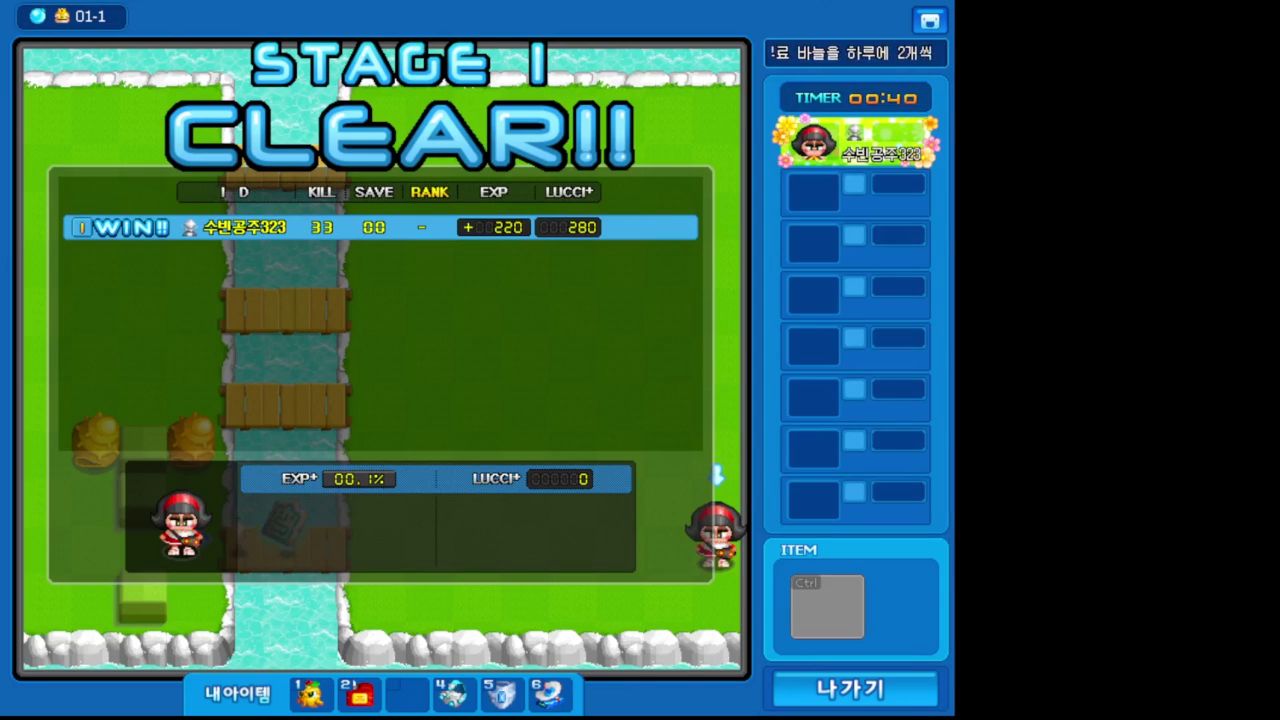 01-1
STAGE 1
CLEAR!!
!료 바늘을 하루에 2개씩
TIMER 00:40
수빈공주323
I D KILL SAVE RANK EXP LUCCI+
1 WIN!! 수빈공주323 33 00 - +00220 000280
EXP+ 00.1% LUCCI+ 0000000
ITEM
Ctrl
내아이템 1 2 4 5 6
나가기